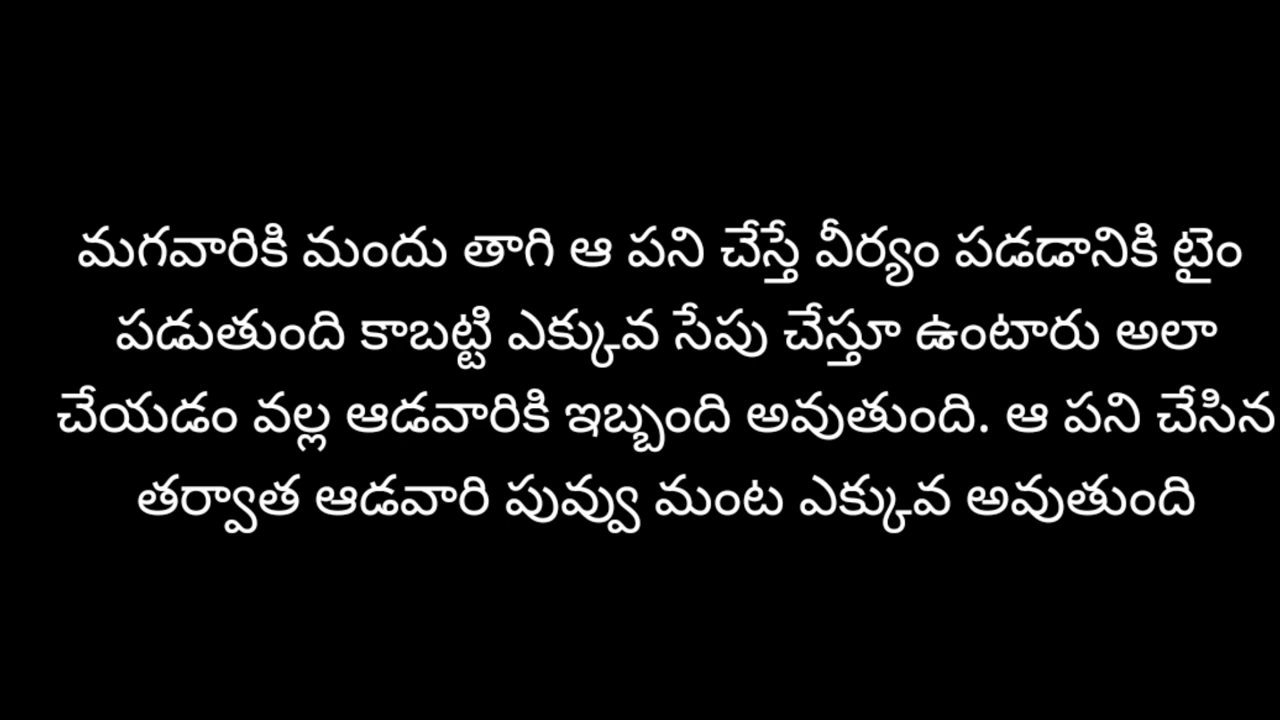 మగవారికి మందు తాగి ఆ పని చేస్తే వీర్యం పడడానికి టైం
పడుతుంది కాబట్టి ఎక్కువ సేపు చేస్తూ ఉంటారు అలా
చేయడం వల్ల ఆడవారికి ఇబ్బంది అవుతుంది. ఆ పని చేసిన
తర్వాత ఆడవారి పువ్వు మంట ఎక్కువ అవుతుంది